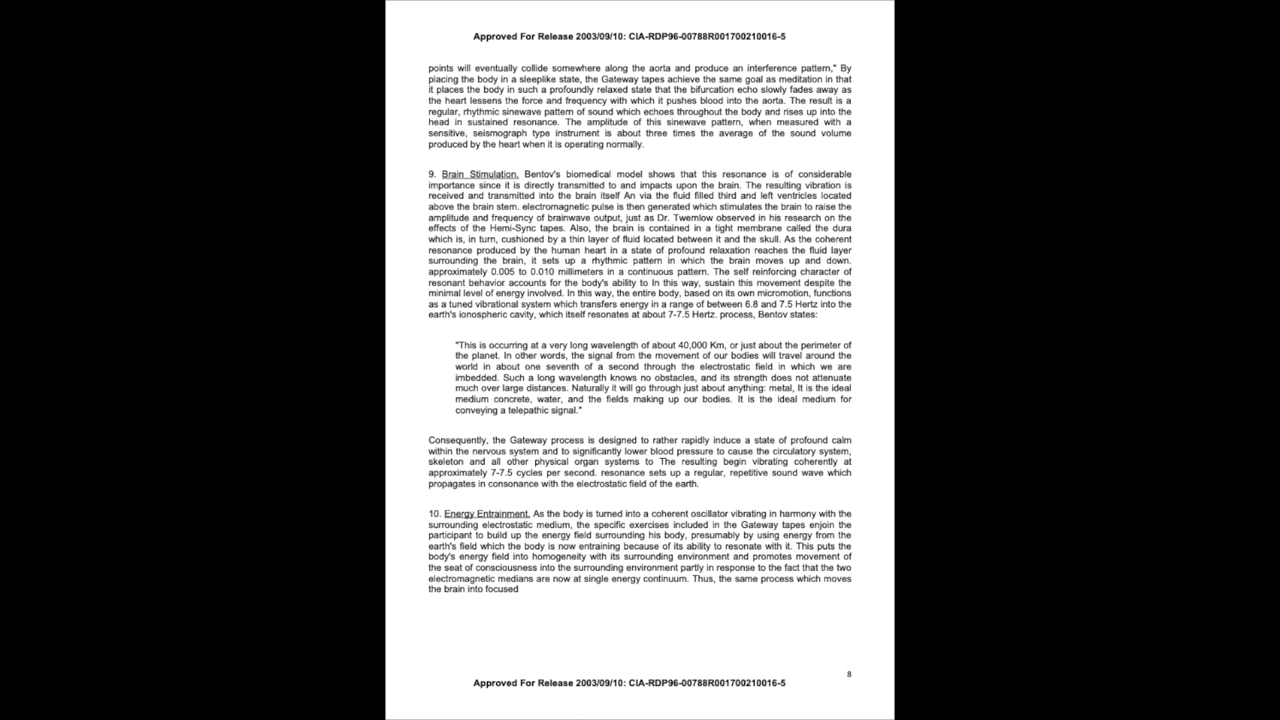 Approved For Release 2003/09/10: CIA-RDP96-00788R001700210016-5
points will eventually collide somewhere along the aorta and produce an interference pattern," By
placing the body in a sleeplike state, the Gateway tapes achieve the same goal as meditation in that
it places the body in such a profoundly relaxed state that the bifurcation echo slowly fades away as
the heart lessens the force and frequency with which it pushes blood into the aorta. The result is a
regular, rhythmic sinewave pattern of sound which echoes throughout the body and rises up into the
head in sustained resonance. The amplitude of this sinewave pattern, when measured with a
sensitive, seismograph type instrument is about three times the average of the sound volume
produced by the heart when it is operating normally.
9. Brain Stimulation. Bentov's biomedical model shows that this resonance is of considerable
importance since it is directly transmitted to and impacts upon the brain. The resulting vibration is
received and transmitted into the brain itself An via the fluid filled third and left ventricles located
above the brain stem. electromagnetic pulse is then generated which stimulates the brain to raise the
amplitude and frequency of brainwave output, just as Dr. Twemlow observed in his research on the
effects of the Hemi-Sync tapes. Also, the brain is contained in a tight membrane called the dura
which is, in turn, cushioned by a thin layer of fluid located between it and the skull. As the coherent
resonance produced by the human heart in a state of profound relaxation reaches the fluid layer
surrounding the brain, it sets up a rhythmic pattern in which the brain moves up and down.
approximately 0.005 to 0.010 millimeters in a continuous pattern. The self reinforcing character of
resonant behavior accounts for the body's ability to In this way, sustain this movement despite the
minimal level of energy involved. In this way, the entire body, based on its own micromotion, functions
as a tuned vibrational system which transfers energy in a range of between 6.8 and 7.5 Hertz into the
earth's ionospheric cavity, which itself resonates at about 7-7.5 Hertz. process, Bentov states:
"This is occurring at a very long wavelength of about 40,000 Km, or just about the perimeter of
the planet. In other words, the signal from the movement of our bodies will travel around the
world in about one seventh of a second through the electrostatic field in which we are
imbedded. Such a long wavelength knows no obstacles, and its strength does not attenuate
much over large distances. Naturally it will go through just about anything: metal, It is the ideal
medium concrete, water, and the fields making up our bodies. It is the ideal medium for
conveying a telepathic signal."
Consequently, the Gateway process is designed to rather rapidly induce a state of profound calm
within the nervous system and to significantly lower blood pressure to cause the circulatory system,
skeleton and all other physical organ systems to The resulting begin vibrating coherently at
approximately 7-7.5 cycles per second. resonance sets up a regular, repetitive sound wave which
propagates in consonance with the electrostatic field of the earth.
10. Energy Entrainment. As the body is turned into a coherent oscillator vibrating in harmony with the
surrounding electrostatic medium, the specific exercises included in the Gateway tapes enjoin the
participant to build up the energy field surrounding his body, presumably by using energy from the
earth's field which the body is now entraining because of its ability to resonate with it. This puts the
body's energy field into homogeneity with its surrounding environment and promotes movement of
the seat of consciousness into the surrounding environment partly in response to the fact that the two
electromagnetic medians are now at single energy continuum. Thus, the same process which moves
the brain into focused
8
Approved For Release 2003/09/10: CIA-RDP96-00788R001700210016-5